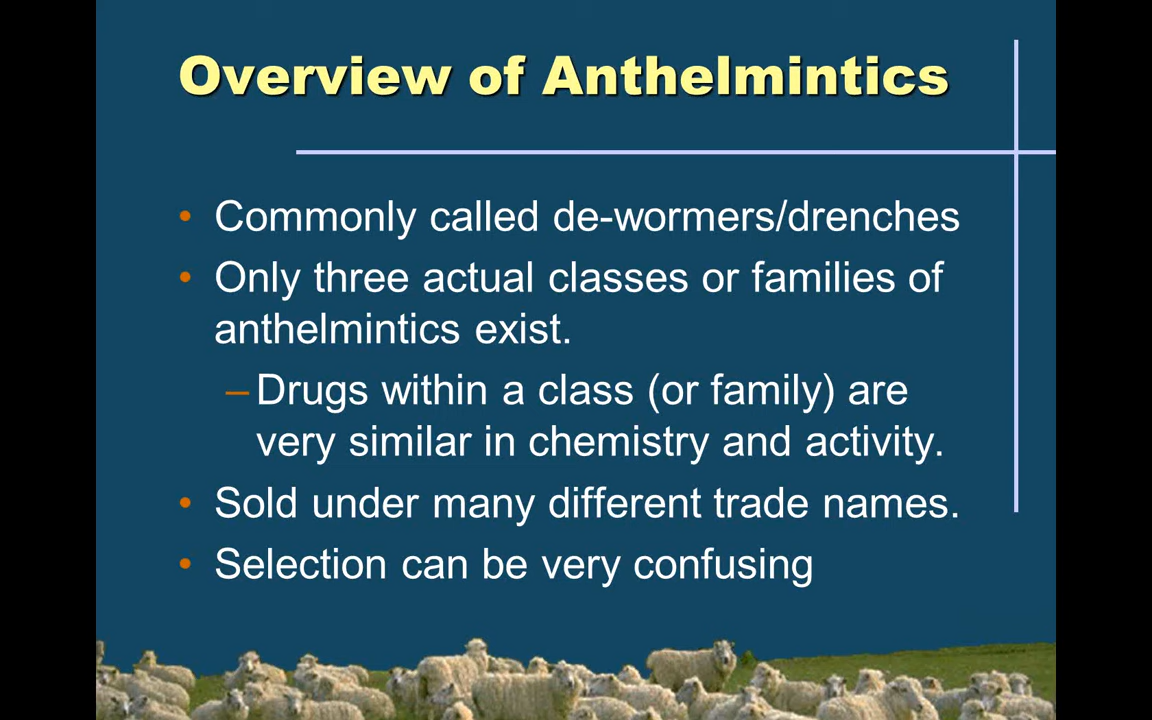 Overview of Anthelmintics
• Commonly called de-wormers/drenches
• Only three actual classes or families of
anthelmintics exist.
– Drugs within a class (or family) are
very similar in chemistry and activity.
• Sold under many different trade names.
• Selection can be very confusing